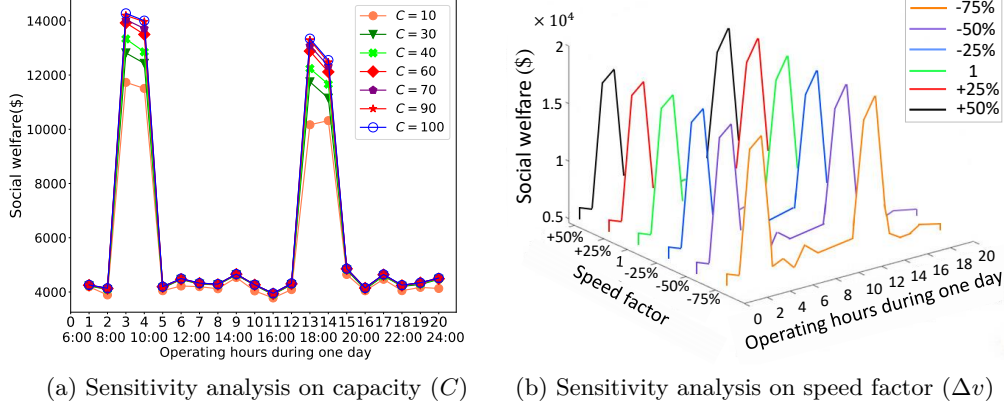 14000
12000
10000
8000
6000
4000
Social welfare($)
C = 10
C = 30
C = 40
C = 60
C = 70
C = 90
C = 100
0 1 2 3 4 5 6 7 8 9 10 11 12 13 14 15 16 17 18 19 20
6:00 8:00 10:00 12:00 14:00 16:00 18:00 20:00 22:00 24:00
Operating hours during one day
(a) Sensitivity analysis on capacity (C)
× 10⁴
2
1.5
1
0.5
Social welfare ($)
-75%
-50%
-25%
1
+25%
+50%
+50%
+25%
1
-25%
-50%
-75%
Speed factor
0 2 4 6 8 10 12 14 16 18 20
Operating hours during one day
(b) Sensitivity analysis on speed factor (Δv)